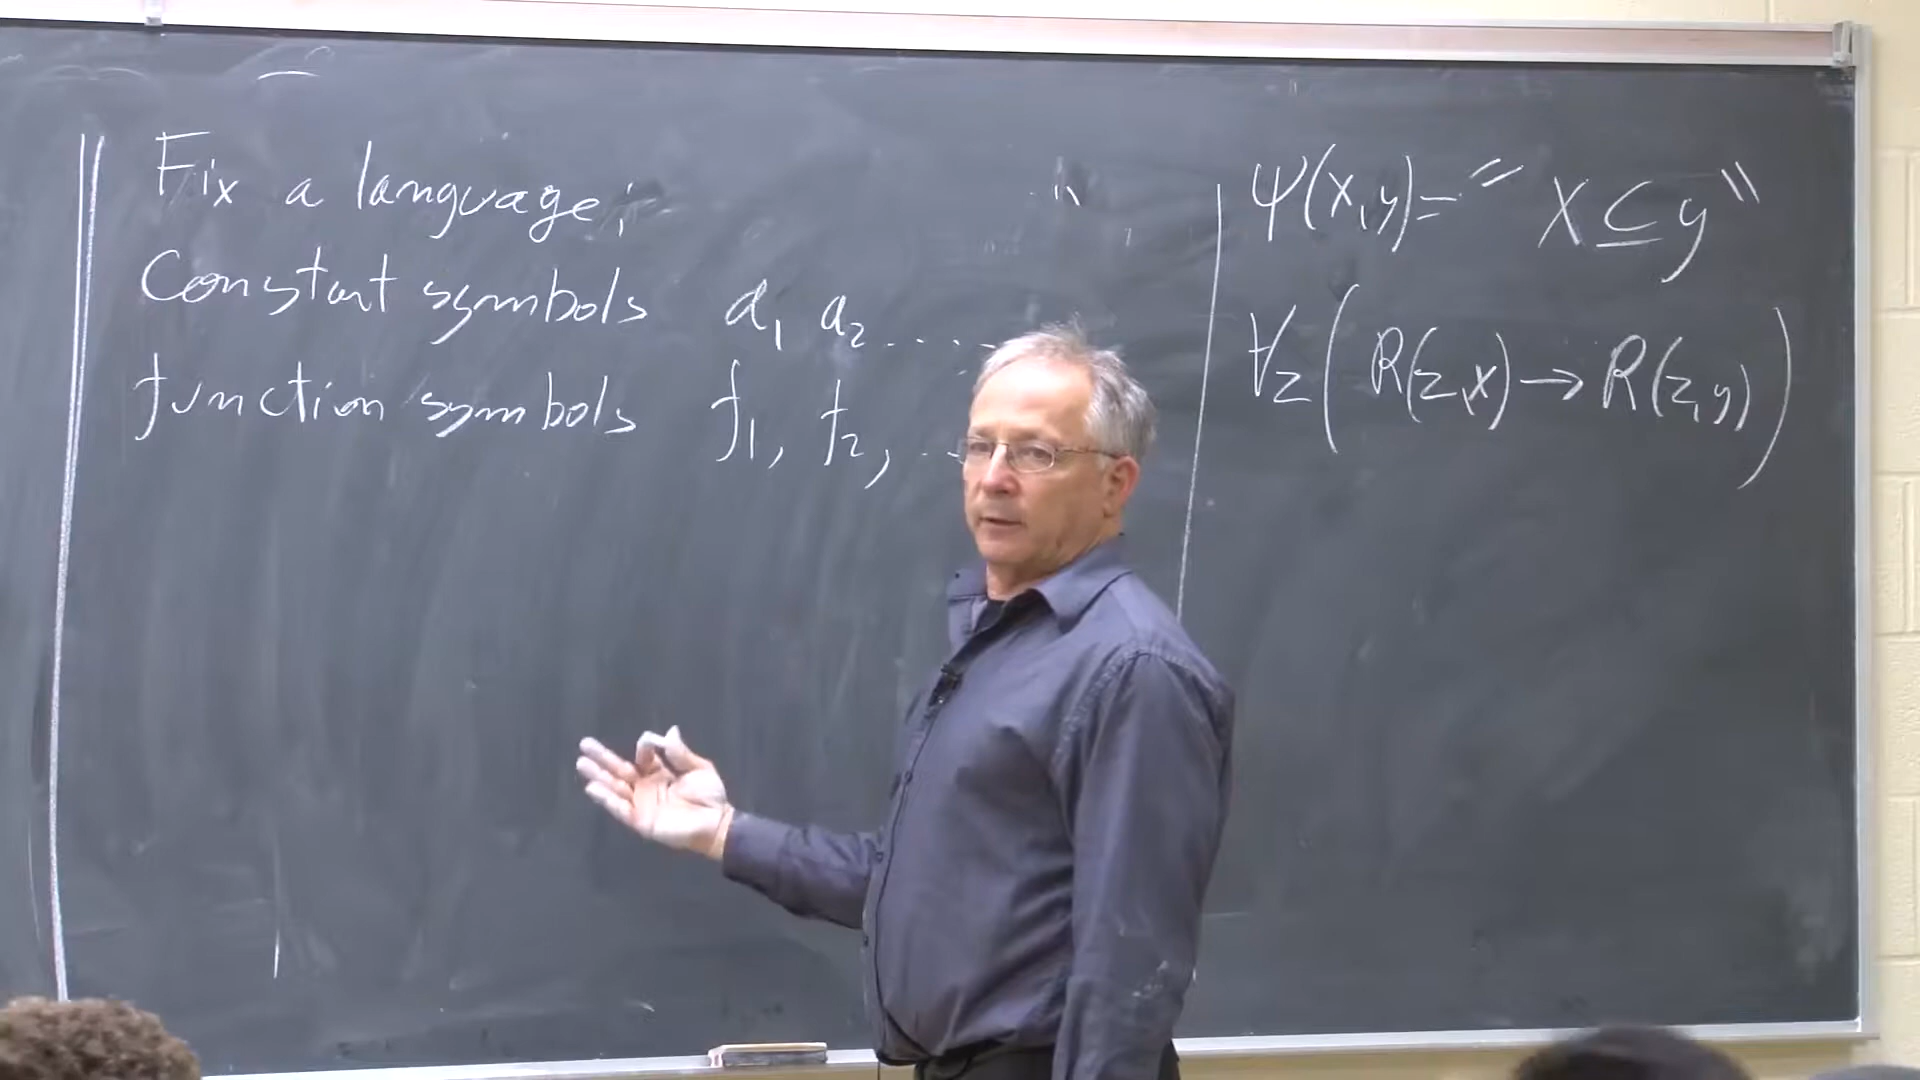 Fix a language;
Constant symbols a₁ a₂ ....
function symbols f₁, f₂, ..
ψ(x,y)= " x ⊆ y "
∀z ( R(z,x) → R(z,y) )